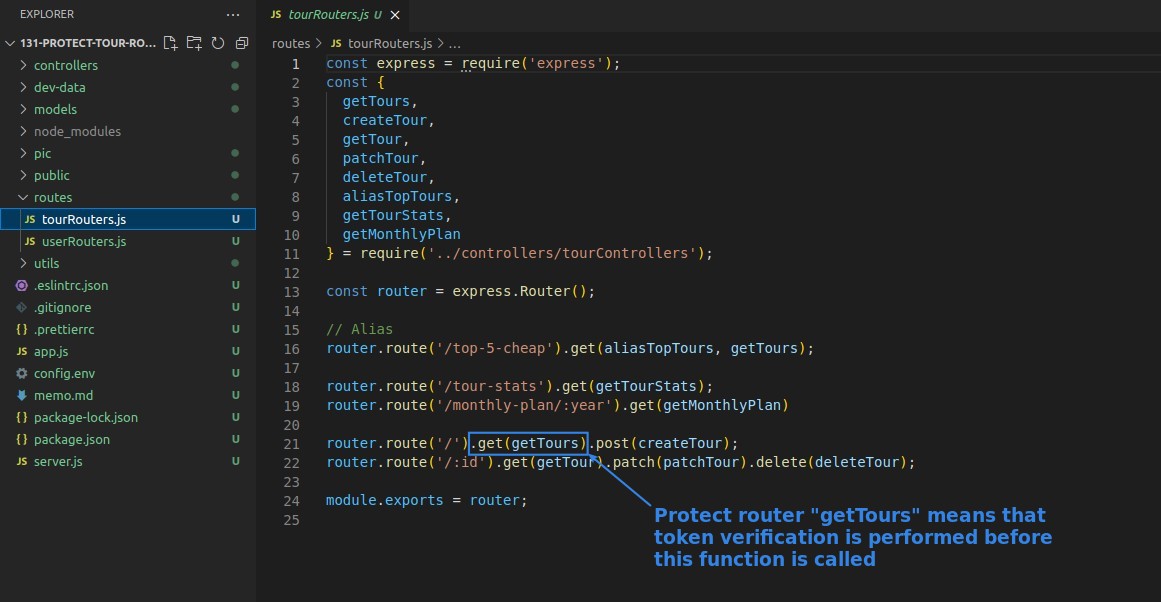 EXPLORER ...
131-PROTECT-TOUR-RO...
controllers
dev-data
models
node_modules
pic
public
routes
JS tourRouters.js U
JS userRouters.js U
utils
.eslintrc.json U
.gitignore U
{} .prettierrc U
JS app.js U
config.env U
memo.md U
{} package-lock.json U
{} package.json U
JS server.js U
JS tourRouters.js U
routes > JS tourRouters.js > ...
1 const express = require('express');
2 const {
3 getTours,
4 createTour,
5 getTour,
6 patchTour,
7 deleteTour,
8 aliasTopTours,
9 getTourStats,
10 getMonthlyPlan
11 } = require('../controllers/tourControllers');
12
13 const router = express.Router();
14
15 // Alias
16 router.route('/top-5-cheap').get(aliasTopTours, getTours);
17
18 router.route('/tour-stats').get(getTourStats);
19 router.route('/monthly-plan/:year').get(getMonthlyPlan)
20
21 router.route('/').get(getTours).post(createTour);
22 router.route('/:id').get(getTour).patch(patchTour).delete(deleteTour);
23
24 module.exports = router;
25
Protect router "getTours" means that
token verification is performed before
this function is called